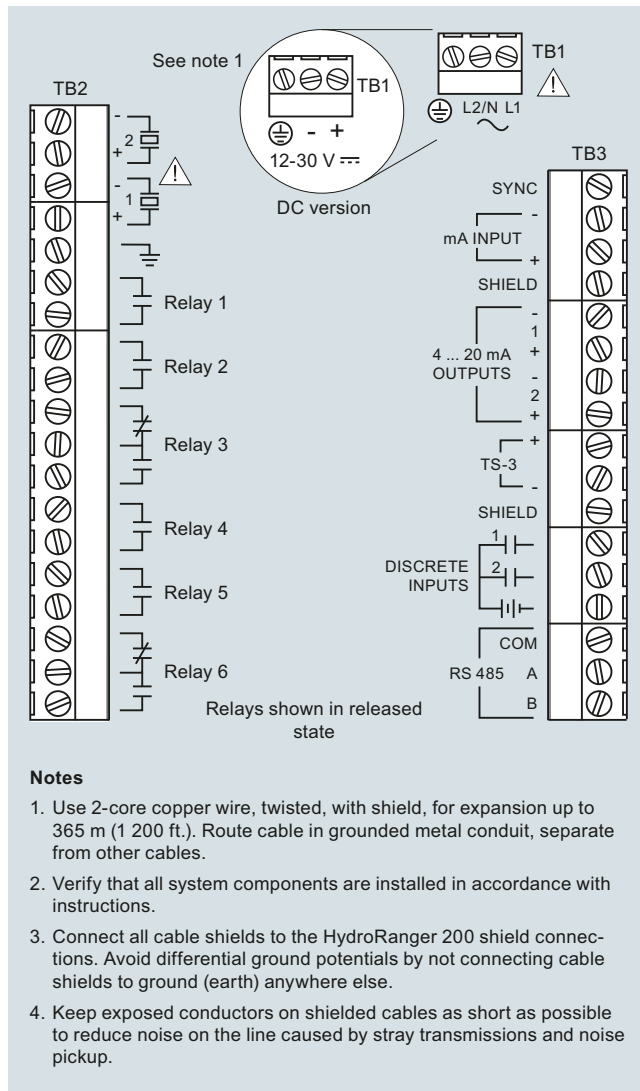 See note 1
TB1
TB1
L2/N L1
- +
12-30 V
DC version
TB2
-
2
+
-
1
+
Relay 1
Relay 2
Relay 3
Relay 4
Relay 5
Relay 6
TB3
SYNC
-
mA INPUT
+
SHIELD
-
1
4 ... 20 mA
OUTPUTS
+
-
2
+
+
TS-3
-
SHIELD
1
DISCRETE
INPUTS
2
COM
RS 485 A
B
Relays shown in released
state
Notes
1. Use 2-core copper wire, twisted, with shield, for expansion up to
365 m (1 200 ft.). Route cable in grounded metal conduit, separate
from other cables.
2. Verify that all system components are installed in accordance with
instructions.
3. Connect all cable shields to the HydroRanger 200 shield connec-
tions. Avoid differential ground potentials by not connecting cable
shields to ground (earth) anywhere else.
4. Keep exposed conductors on shielded cables as short as possible
to reduce noise on the line caused by stray transmissions and noise
pickup.